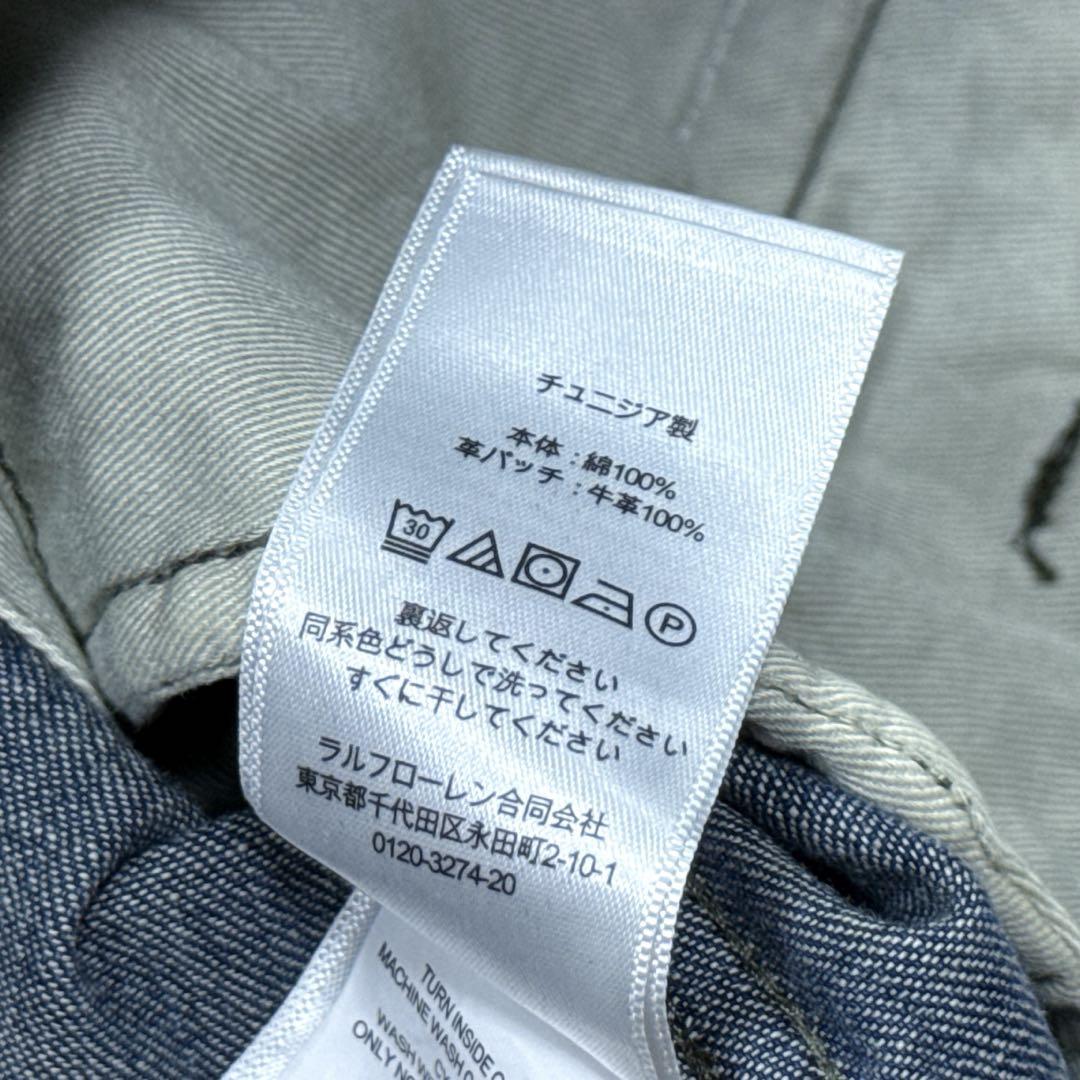 チュニジア製
本体：綿100%
革パッチ：牛革100%
30 P
裏返してください
同系色どうしで洗ってください
すぐに干してください
ラルフローレン合同会社
東京都千代田区永田町2-10-1
0120-3274-20
TURN INSIDE
MACHINE WASH
WASH
ONLY